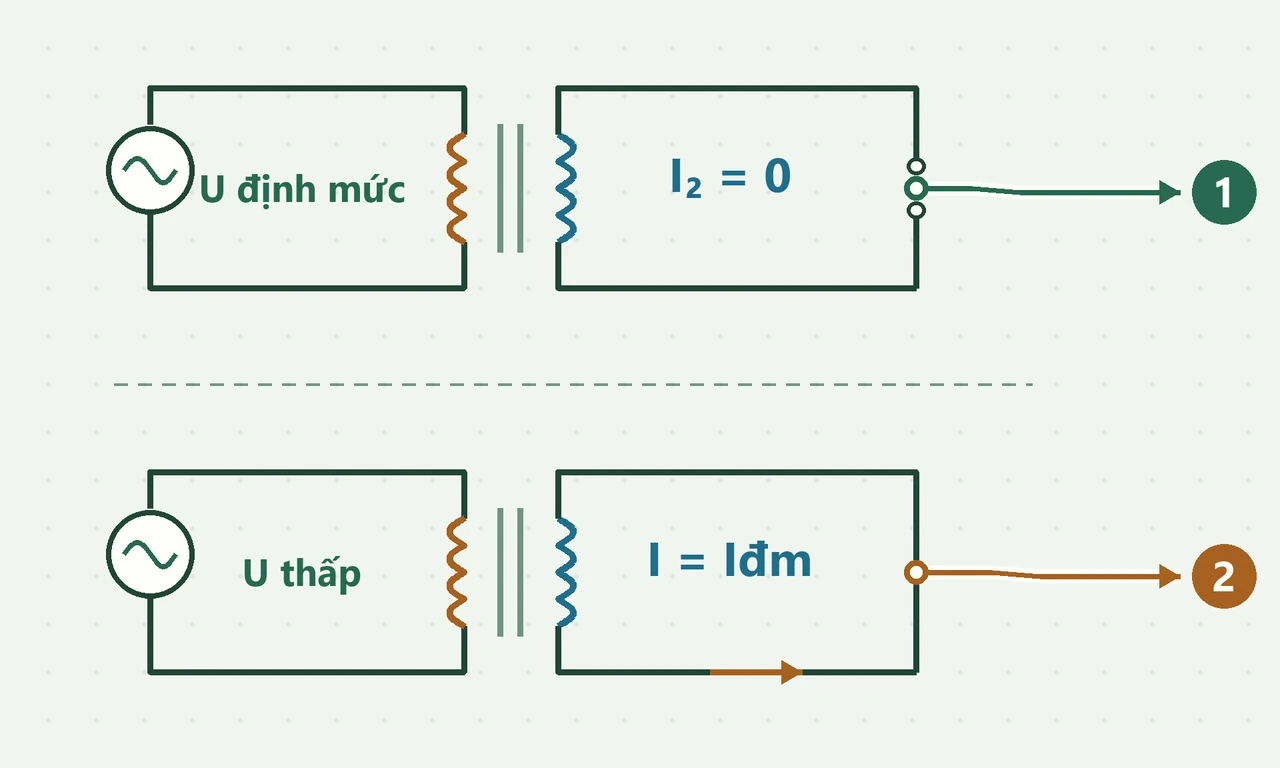 U định mức
I₂ = 0
1
U thấp
I = Iđm
2